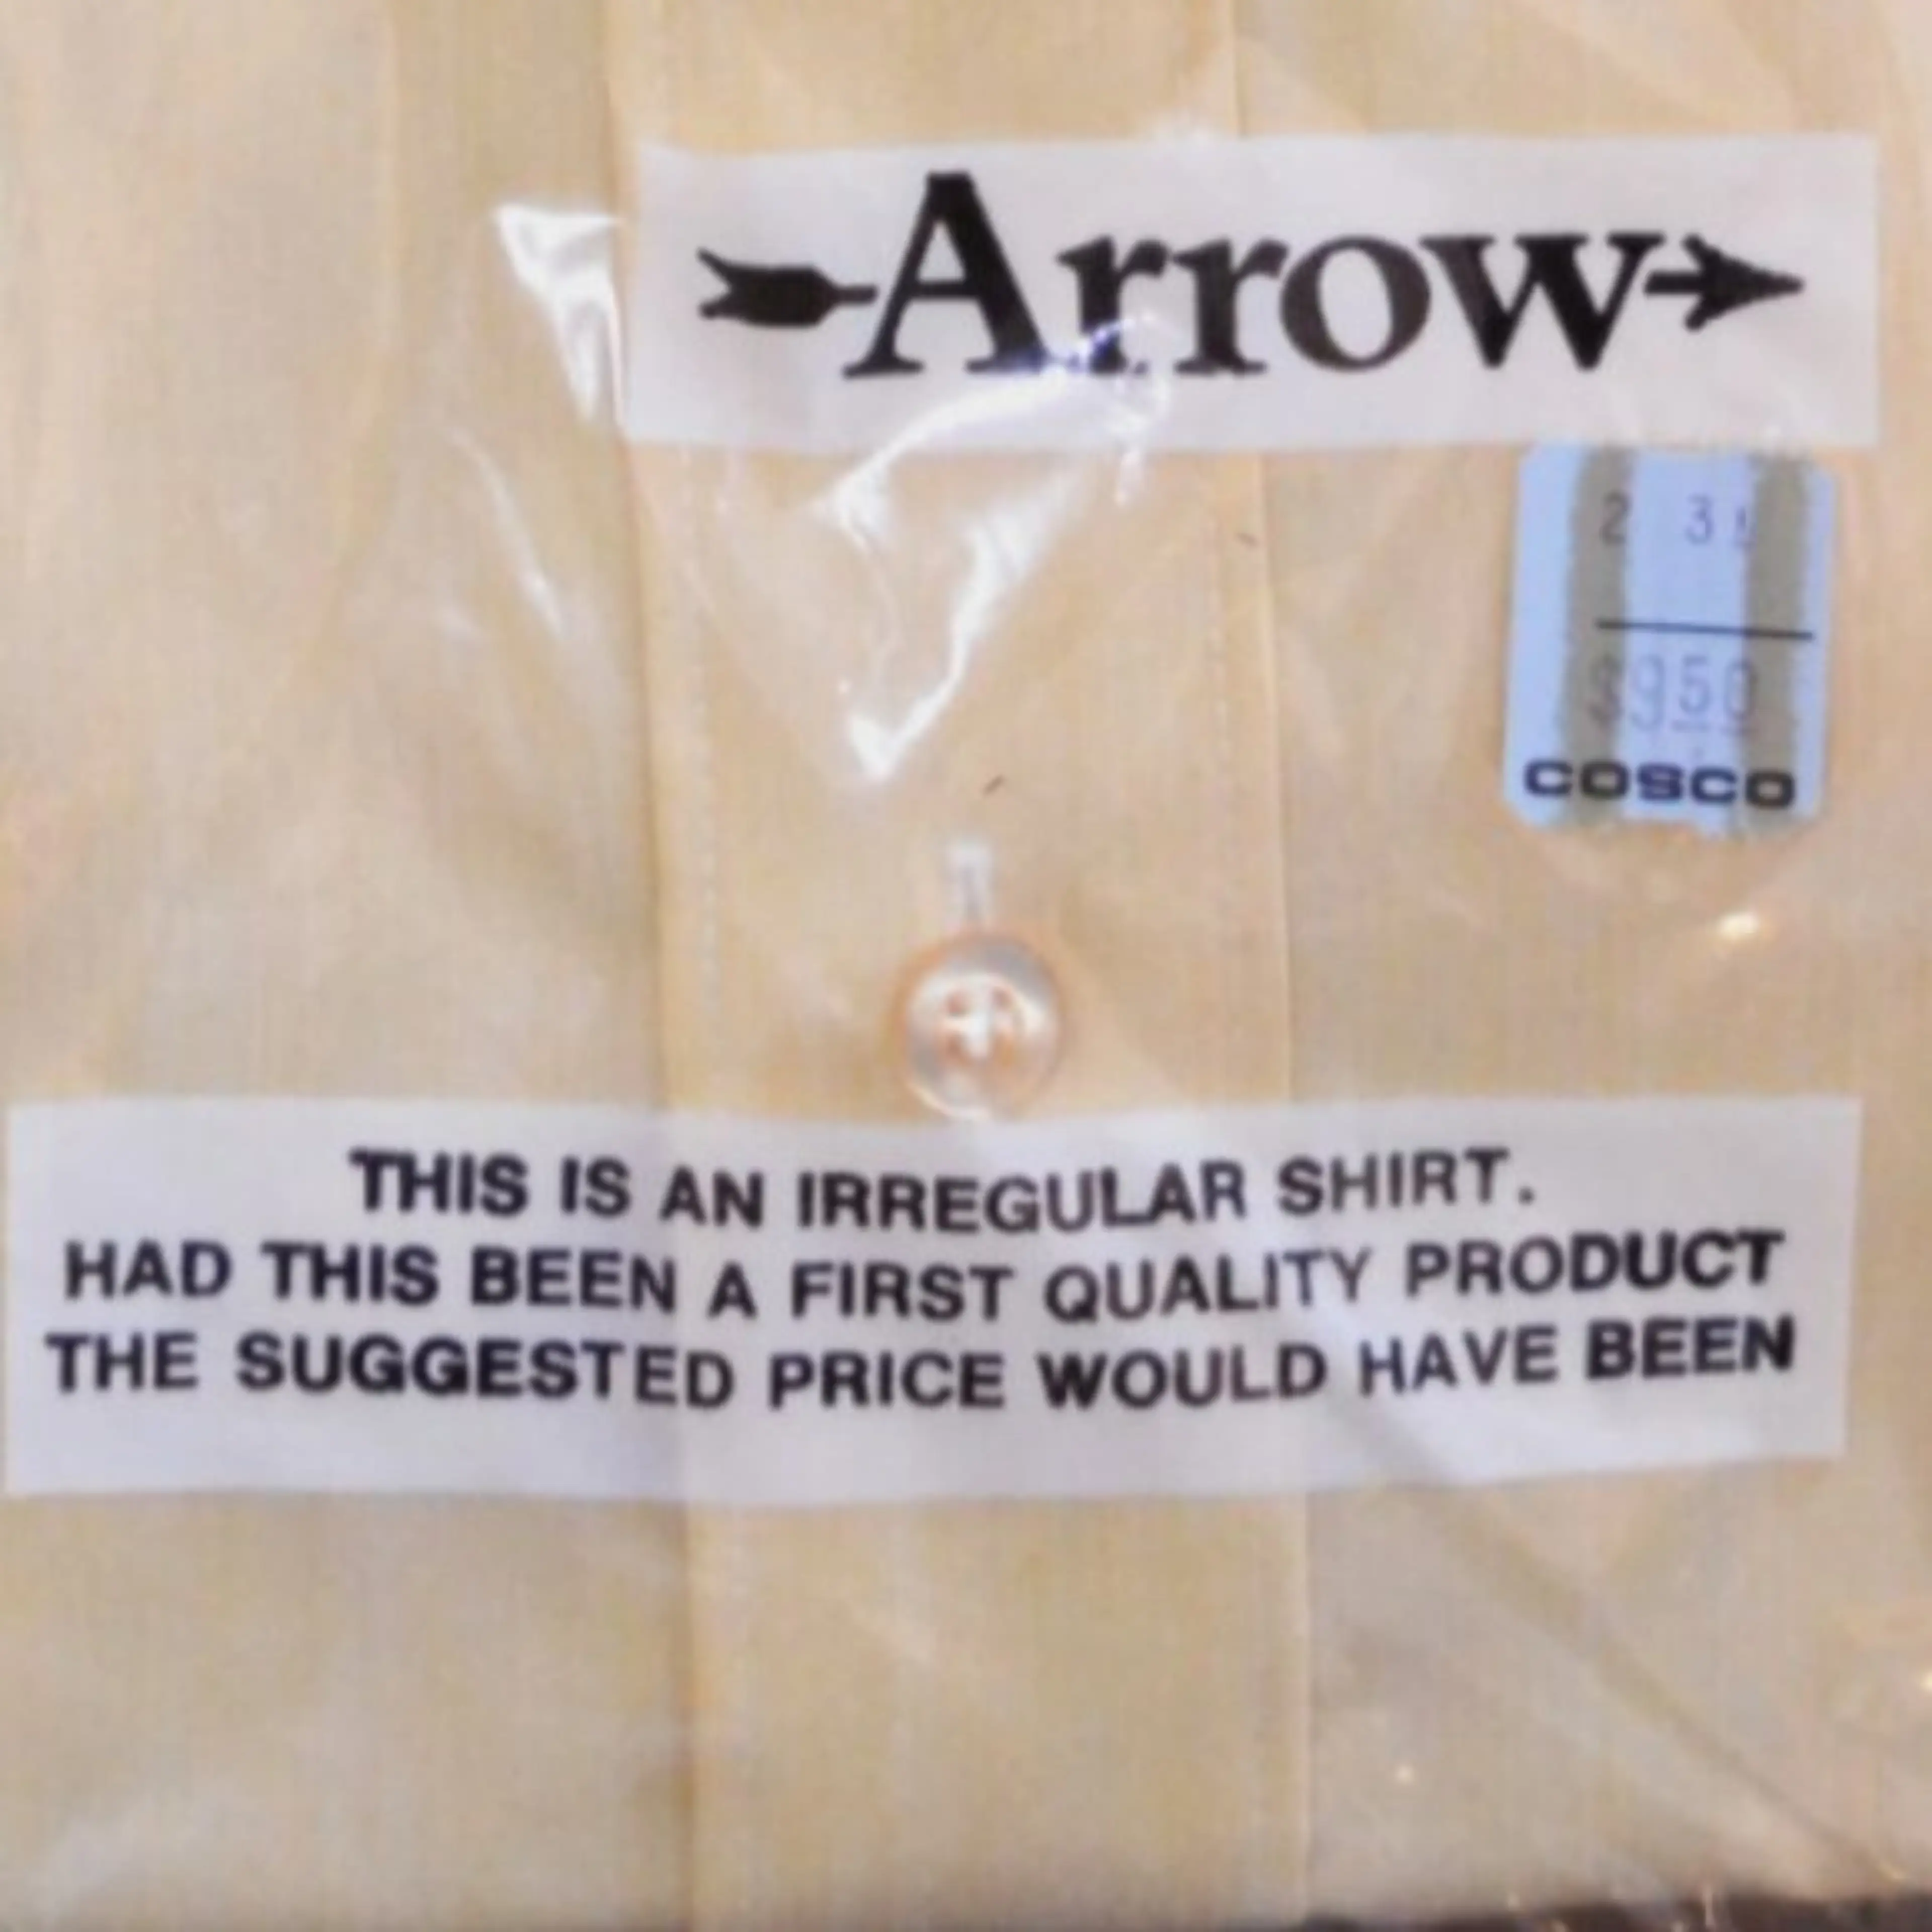 Arrow
COSCO
THIS IS AN IRREGULAR SHIRT.
HAD THIS BEEN A FIRST QUALITY PRODUCT
THE SUGGESTED PRICE WOULD HAVE BEEN